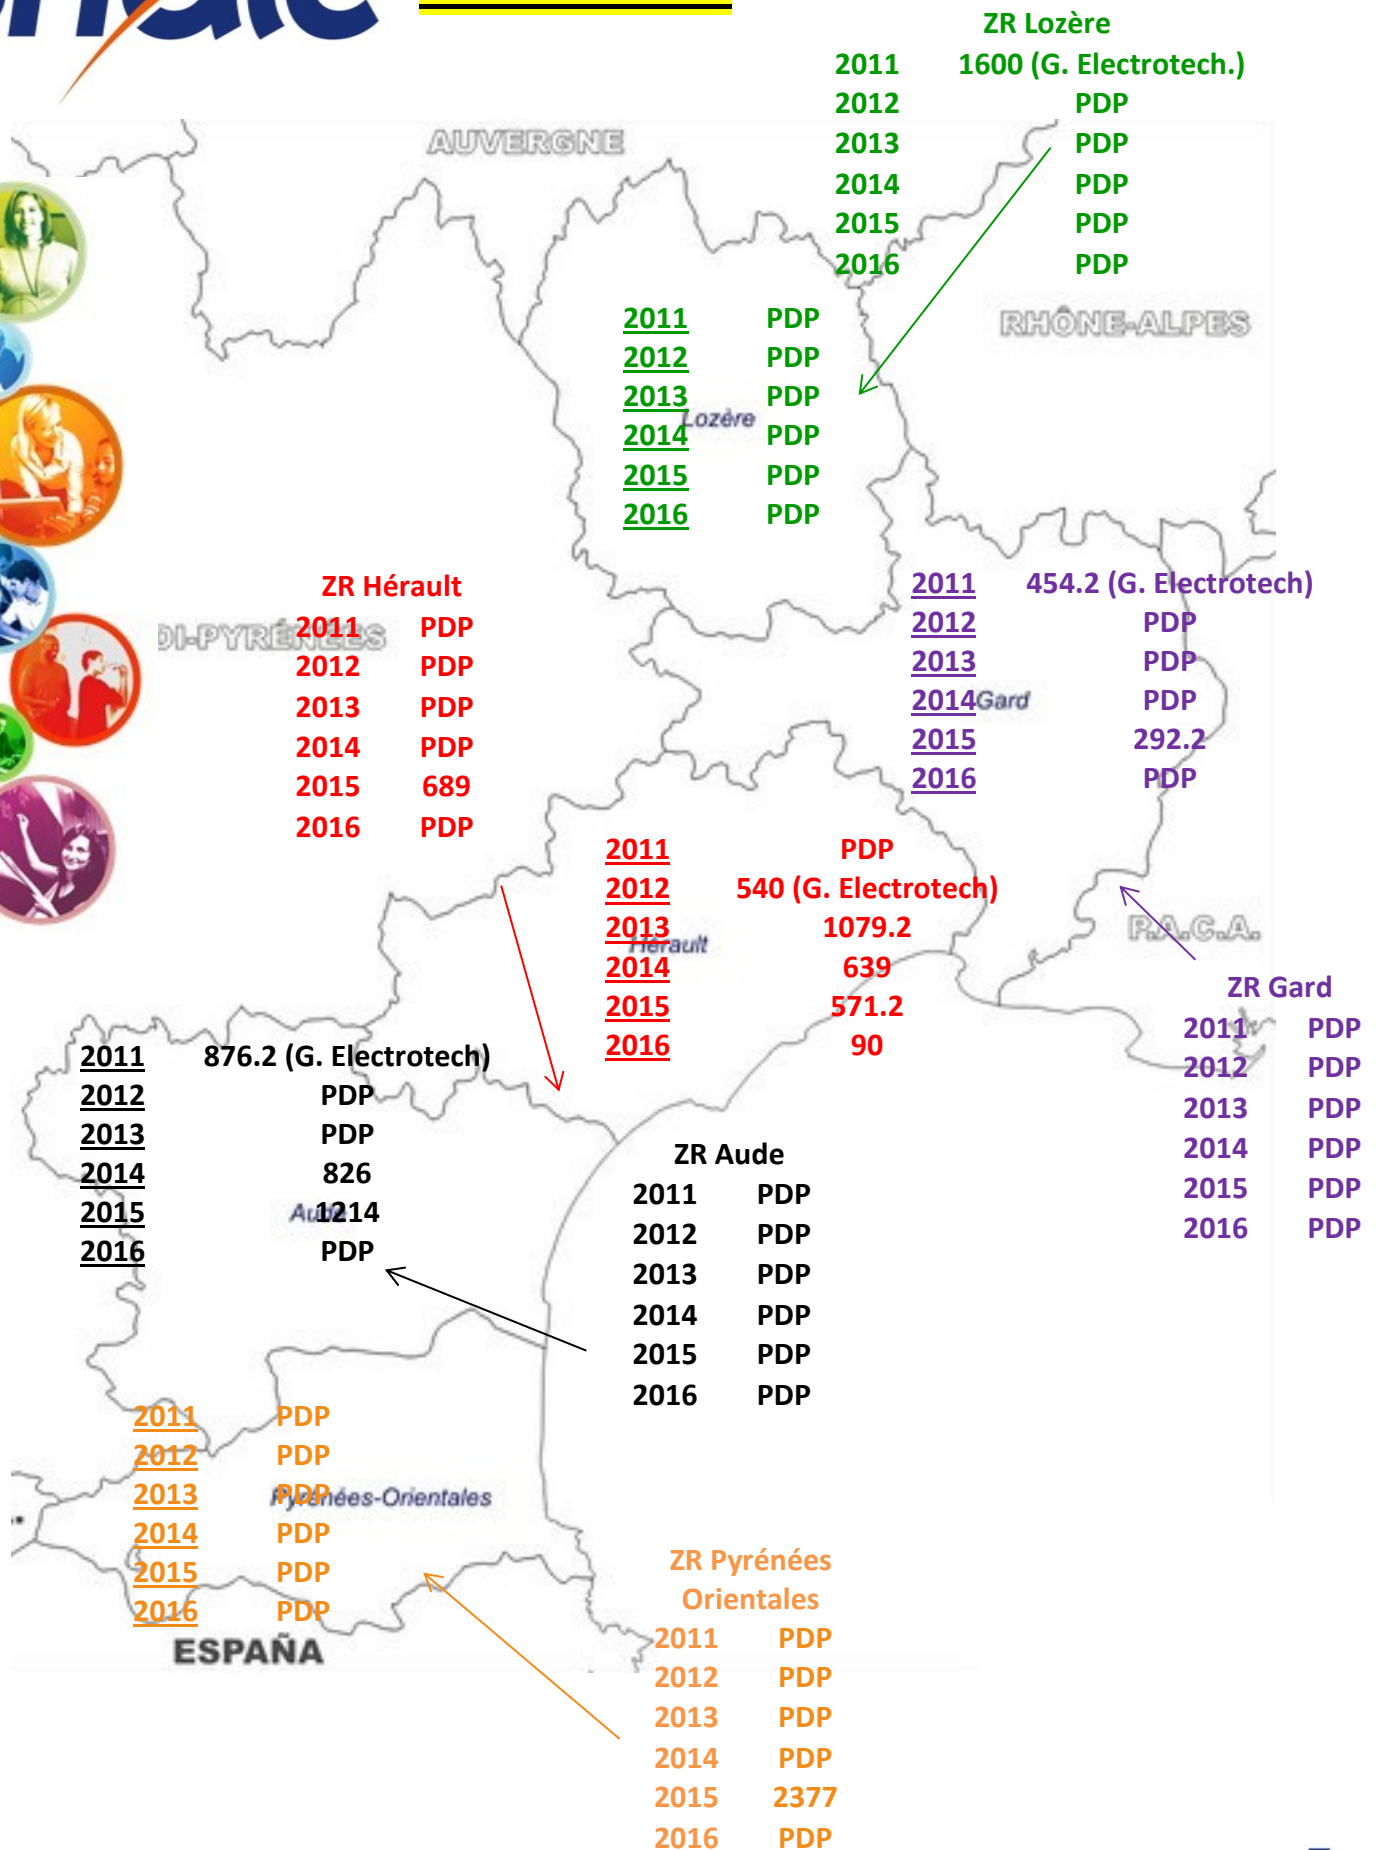 ZR Lozère
2011 1600 (G. Electrotech.)
2012 PDP
2013 PDP
2014 PDP
2015 PDP
2016 PDP
AUVERGNE
RHÔNE-ALPES
2011 PDP
2012 PDP
2013 PDP
Lozère
2014 PDP
2015 PDP
2016 PDP
ZR Hérault
2011 PDP
DI-PYRÉNÉES
2012 PDP
2013 PDP
2014 PDP
2015 689
2016 PDP
2011 454.2 (G. Electrotech)
2012 PDP
2013 PDP
2014 PDP
Gard
2015 292.2
2016 PDP
2011 PDP
2012 540 (G. Electrotech)
2013 1079.2
Hérault
2014 639
2015 571.2
2016 90
P.A.C.A.
ZR Gard
2011 PDP
2012 PDP
2013 PDP
2014 PDP
2015 PDP
2016 PDP
2011 876.2 (G. Electrotech)
2012 PDP
2013 PDP
2014 826
2015 1214
Aude
2016 PDP
ZR Aude
2011 PDP
2012 PDP
2013 PDP
2014 PDP
2015 PDP
2016 PDP
2011 PDP
2012 PDP
2013 PDP
Pyrénées-Orientales
2014 PDP
2015 PDP
2016 PDP
ESPAÑA
ZR Pyrénées
Orientales
2011 PDP
2012 PDP
2013 PDP
2014 PDP
2015 2377
2016 PDP